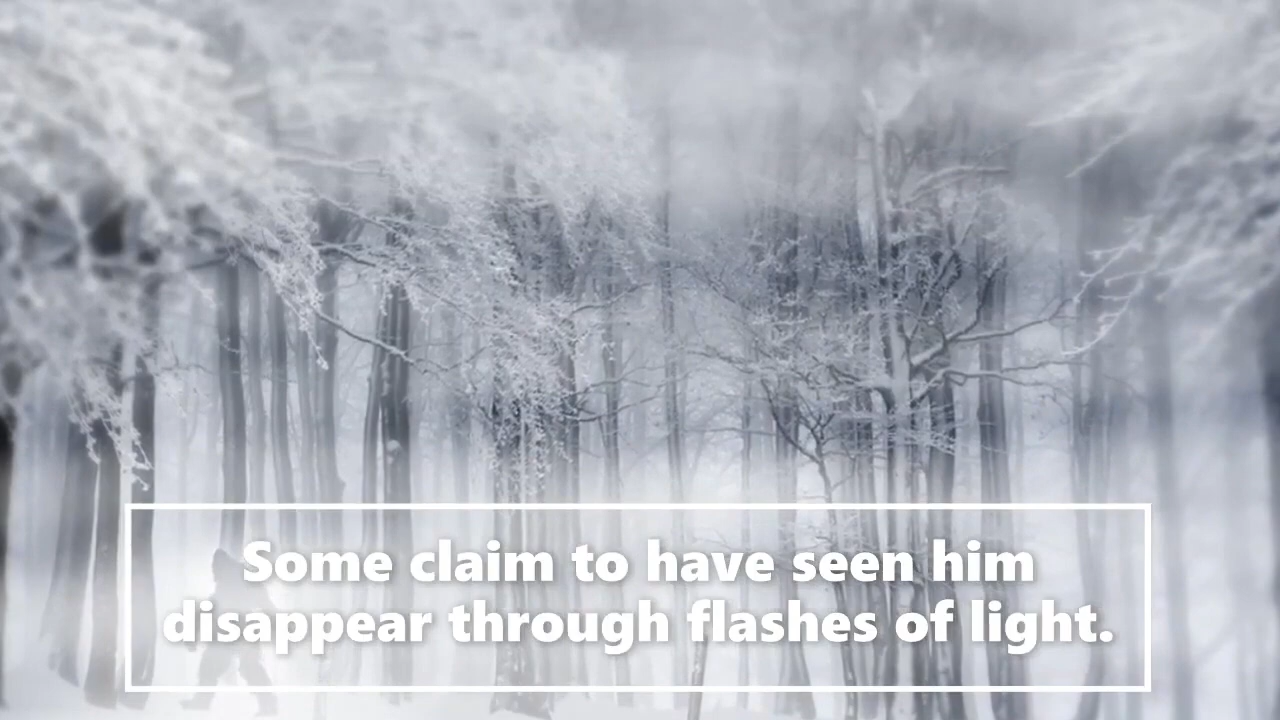 Some claim to have seen him
disappear through flashes of light.